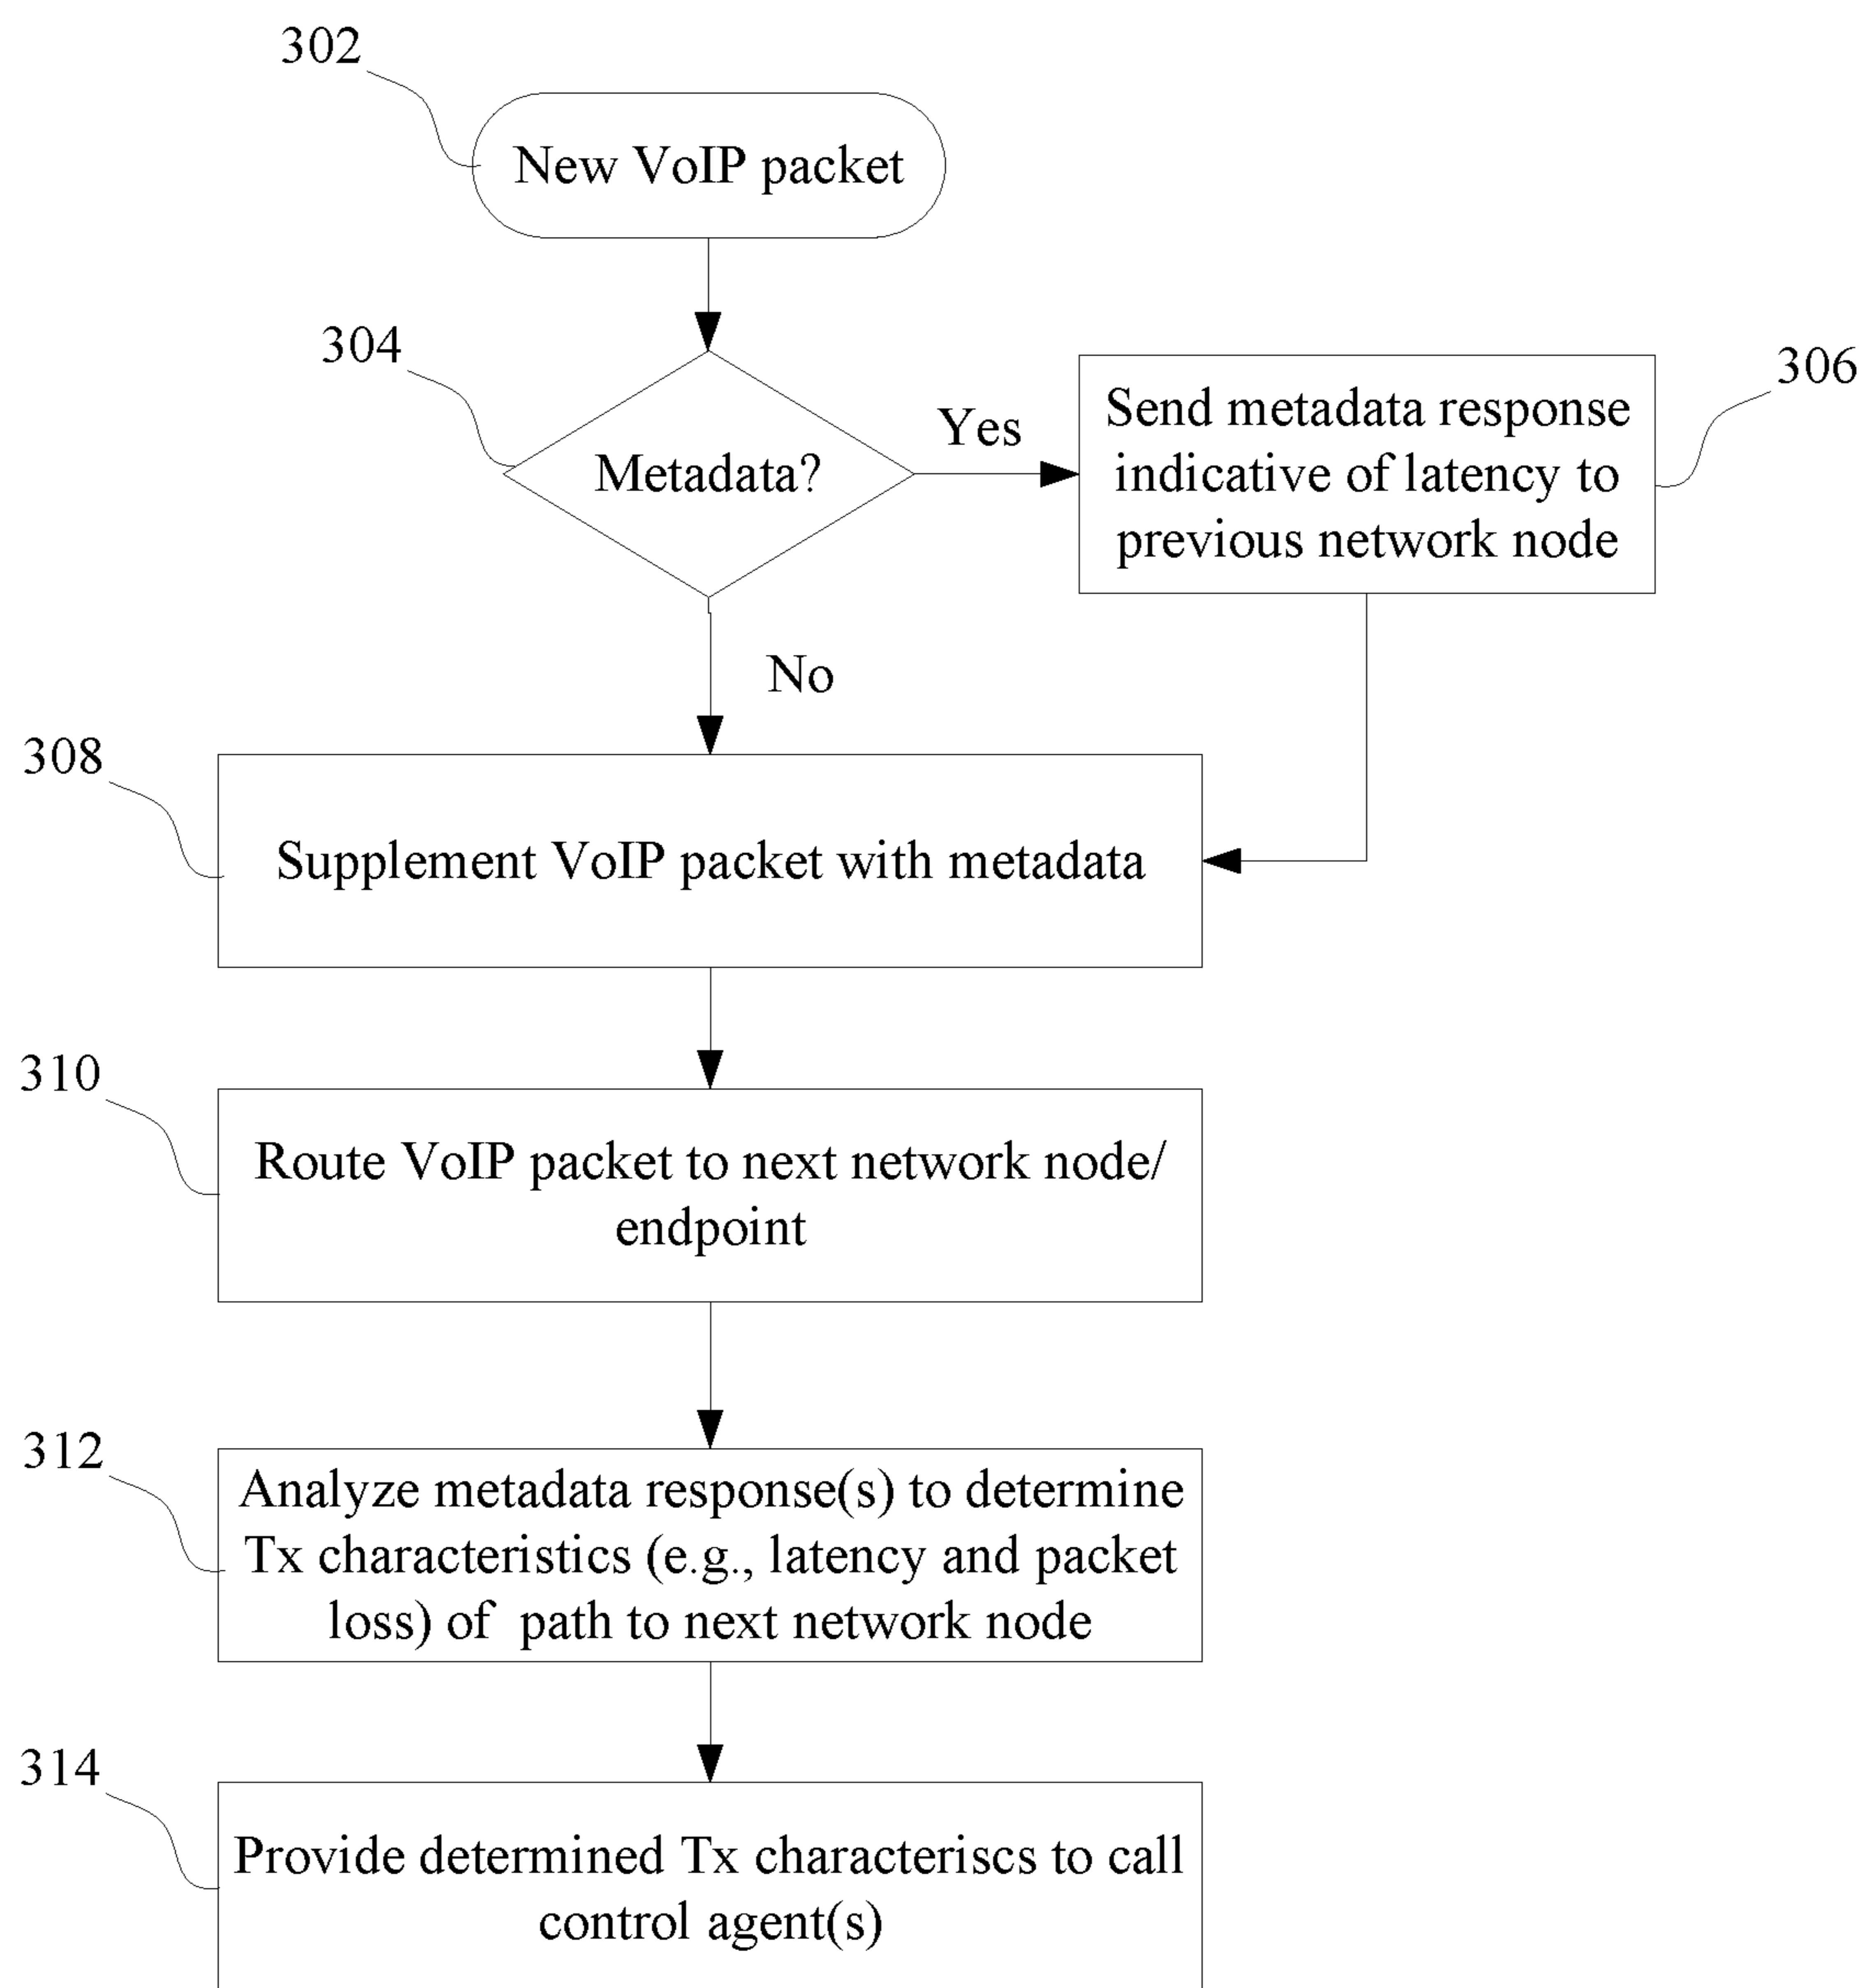 302
New VoIP packet
304
Metadata?
Yes
Send metadata response
indicative of latency to
previous network node
306
No
308
Supplement VoIP packet with metadata
310
Route VoIP packet to next network node/
endpoint
312
Analyze metadata response(s) to determine
Tx characteristics (e.g., latency and packet
loss) of path to next network node
314
Provide determined Tx characteriscs to call
control agent(s)